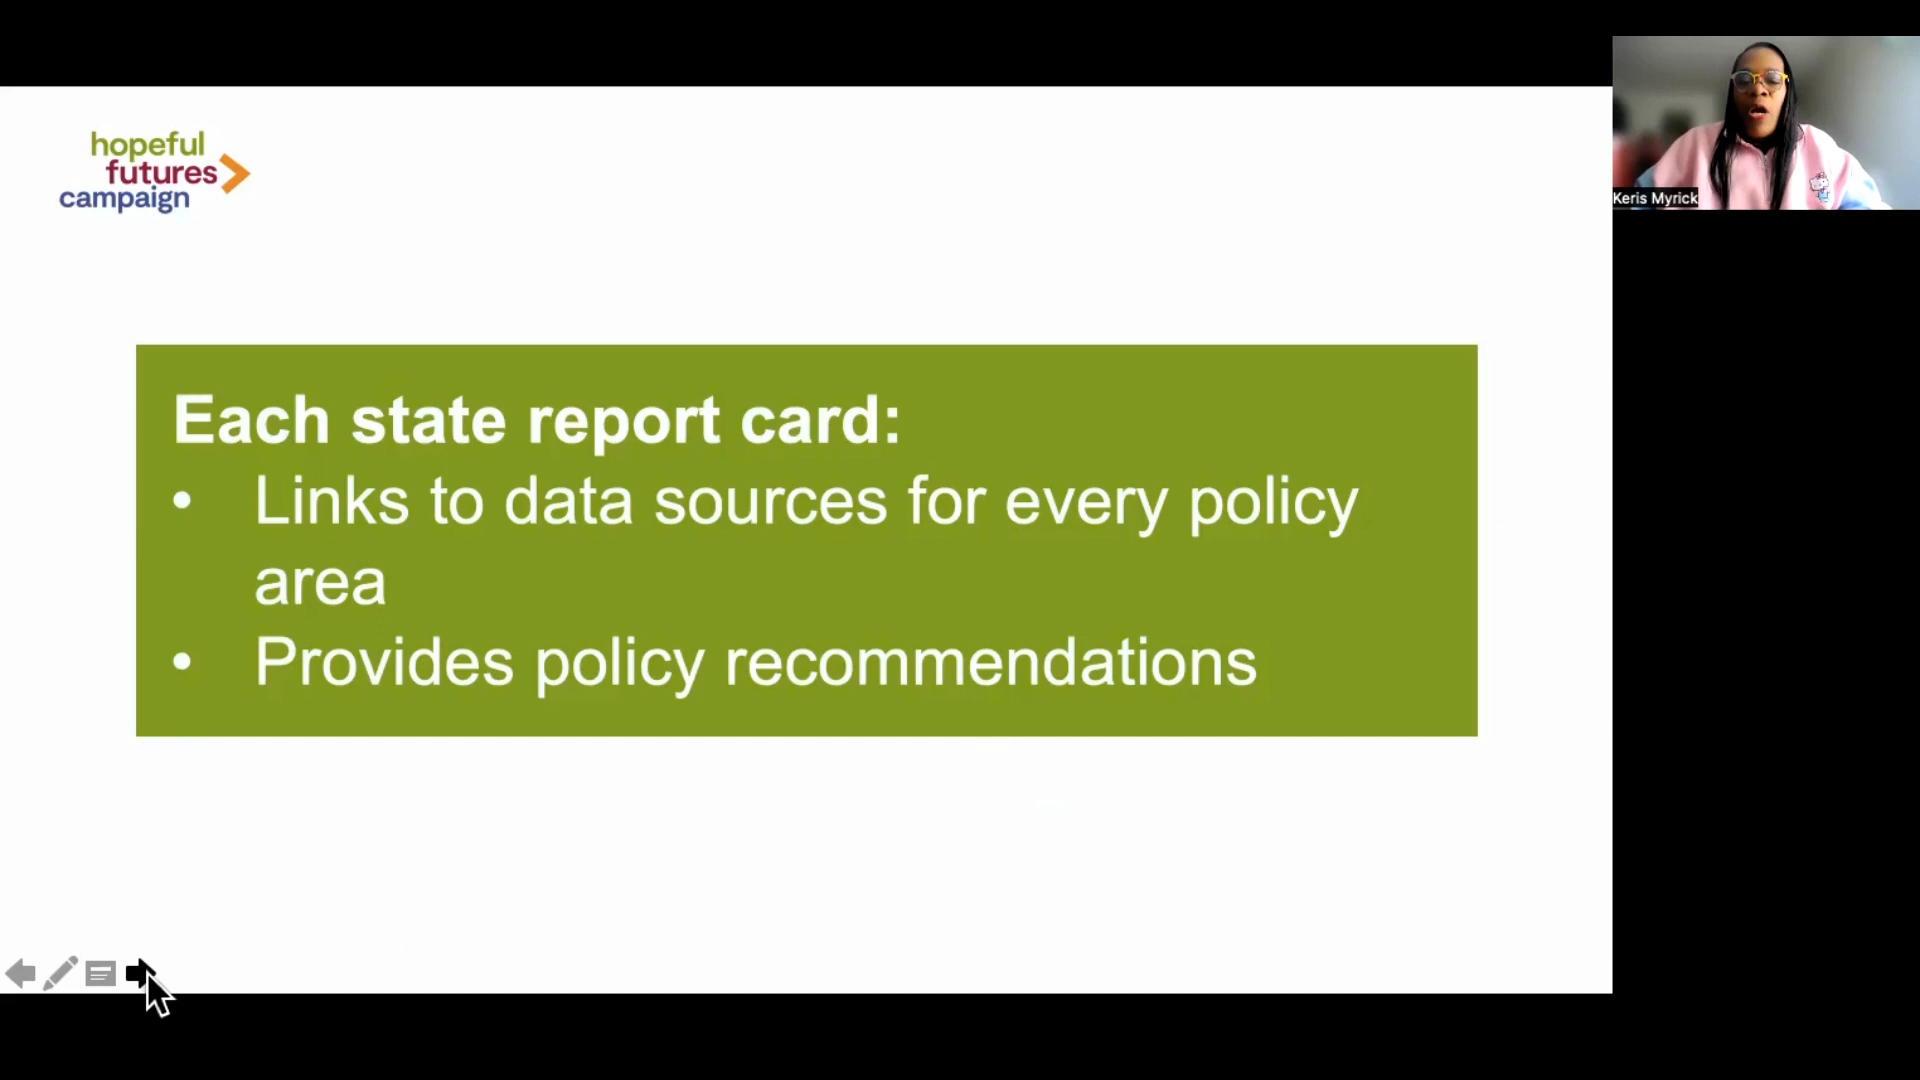 hopeful
futures
campaign
Keris Myrick
Each state report card:
• Links to data sources for every policy
area
• Provides policy recommendations